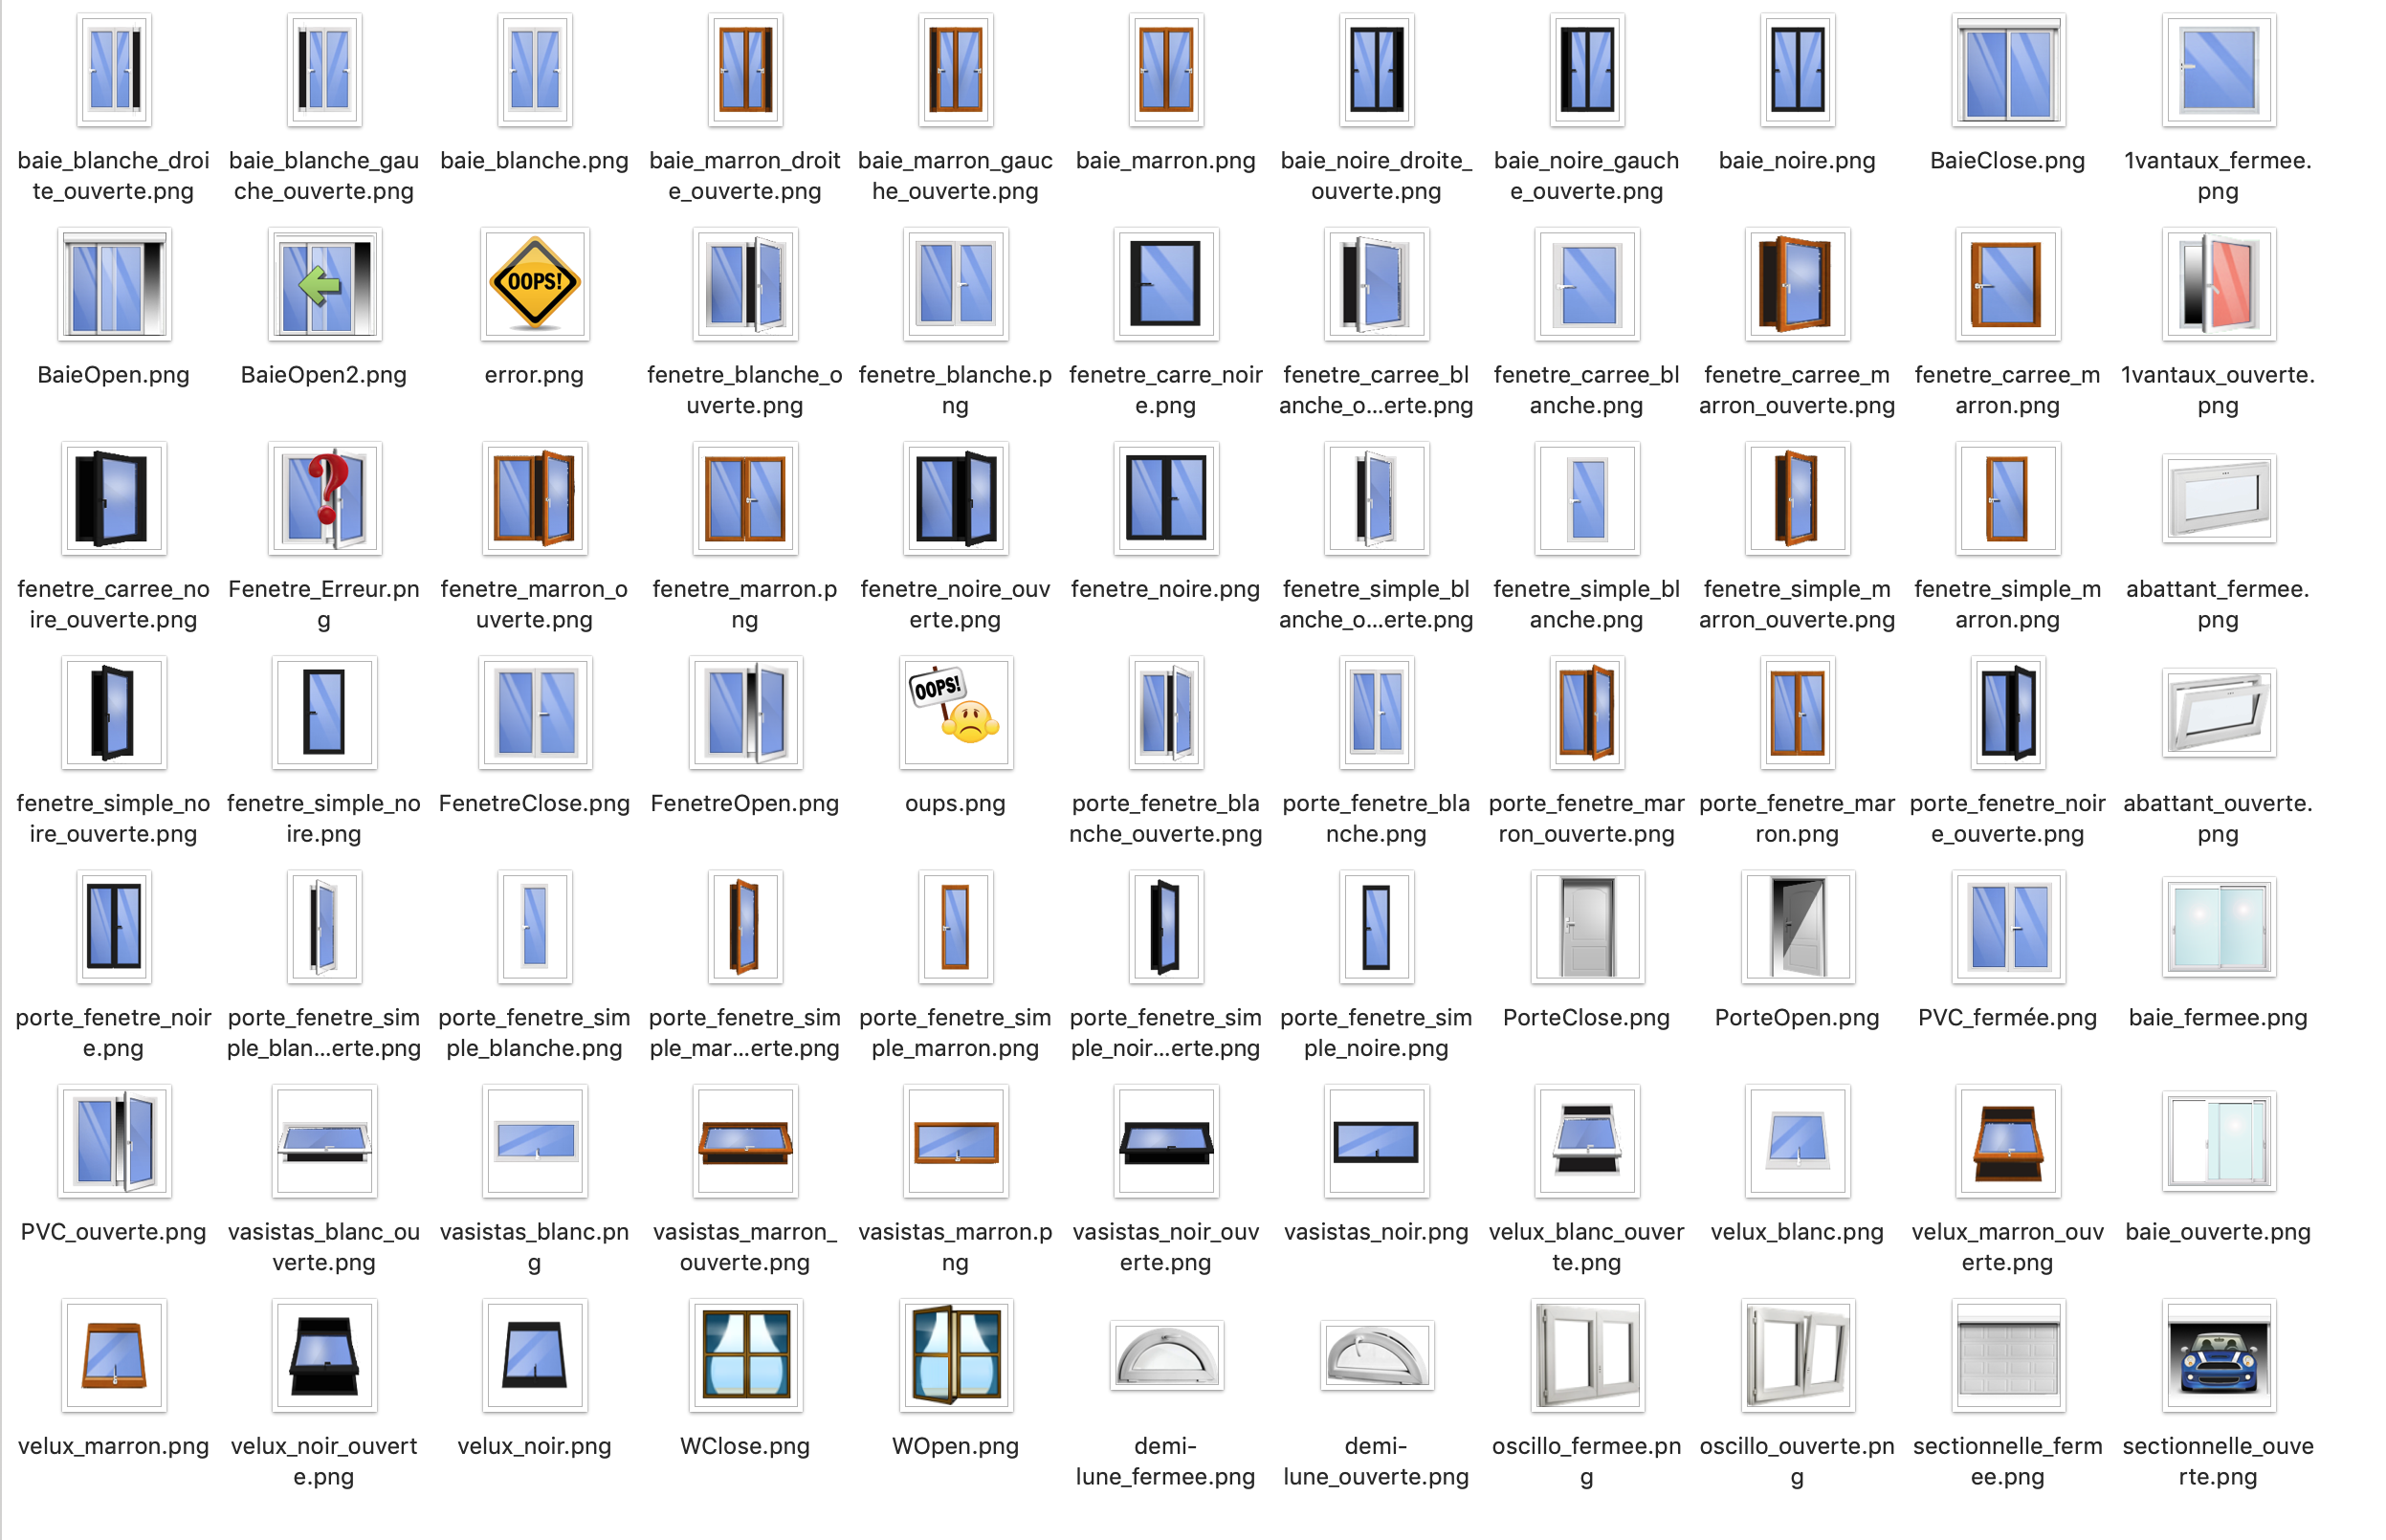 baie_blanche_droi
te_ouverte.png
baie_blanche_gau
che_ouverte.png
baie_blanche.png
baie_marron_droit
e_ouverte.png
baie_marron_gauc
he_ouverte.png
baie_marron.png
baie_noire_droite_
ouverte.png
baie_noire_gauch
e_ouverte.png
baie_noire.png
BaieClose.png
1vantaux_fermee.
png
BaieOpen.png
BaieOpen2.png
OOPS!
error.png
fenetre_blanche_o
uverte.png
fenetre_blanche.p
ng
fenetre_carre_noir
e.png
fenetre_carree_bl
anche_o...erte.png
fenetre_carree_bl
anche.png
fenetre_carree_m
arron_ouverte.png
fenetre_carree_m
arron.png
1vantaux_ouverte.
png
fenetre_carree_no
ire_ouverte.png
?
Fenetre_Erreur.pn
g
fenetre_marron_o
uverte.png
fenetre_marron.p
ng
fenetre_noire_ouv
erte.png
fenetre_noire.png
fenetre_simple_bl
anche_o...erte.png
fenetre_simple_bl
anche.png
fenetre_simple_m
arron_ouverte.png
fenetre_simple_m
arron.png
abattant_fermee.
png
fenetre_simple_no
ire_ouverte.png
fenetre_simple_no
ire.png
FenetreClose.png
FenetreOpen.png
OOPS!
oups.png
porte_fenetre_bla
nche_ouverte.png
porte_fenetre_bla
nche.png
porte_fenetre_mar
ron_ouverte.png
porte_fenetre_mar
ron.png
porte_fenetre_noir
e_ouverte.png
abattant_ouverte.
png
porte_fenetre_noir
e.png
porte_fenetre_sim
ple_blan...erte.png
porte_fenetre_sim
ple_blanche.png
porte_fenetre_sim
ple_mar...erte.png
porte_fenetre_sim
ple_marron.png
porte_fenetre_sim
ple_noir...erte.png
porte_fenetre_sim
ple_noire.png
PorteClose.png
PorteOpen.png
PVC_fermée.png
baie_fermee.png
PVC_ouverte.png
vasistas_blanc_ou
verte.png
vasistas_blanc.pn
g
vasistas_marron_
ouverte.png
vasistas_marron.p
ng
vasistas_noir_ouv
erte.png
vasistas_noir.png
velux_blanc_ouver
te.png
velux_blanc.png
velux_marron_ouv
erte.png
baie_ouverte.png
velux_marron.png
velux_noir_ouvert
e.png
velux_noir.png
WClose.png
WOpen.png
demi-
lune_fermee.png
demi-
lune_ouverte.png
oscillo_fermee.pn
g
oscillo_ouverte.pn
g
sectionnelle_ferm
ee.png
sectionnelle_ouve
rte.png